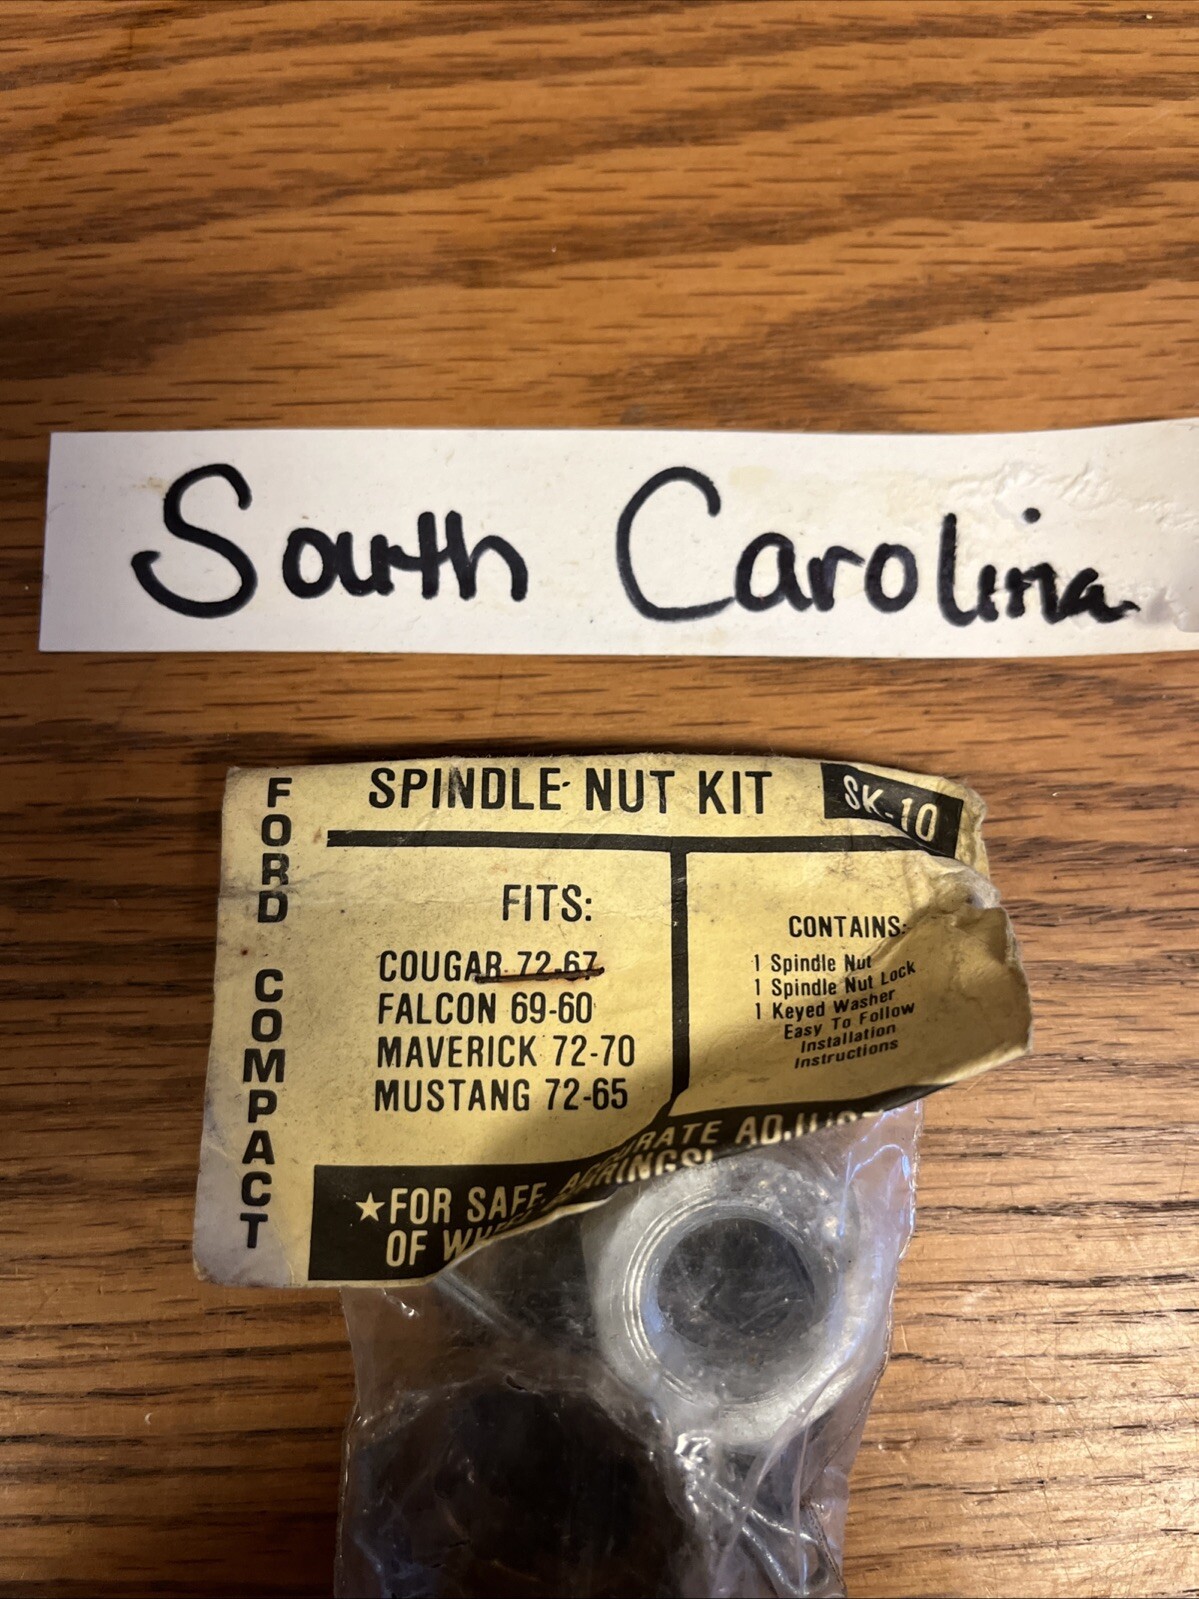 South Carolina
FORD COMPACT
SPINDLE NUT KIT
SK-10
FITS:
COUGAR 72-67
FALCON 69-60
MAVERICK 72-70
MUSTANG 72-65
CONTAINS:
1 Spindle Nut
1 Spindle Nut Lock
1 Keyed Washer
Easy To Follow
Installation
Instructions
★FOR SAFE,
OF